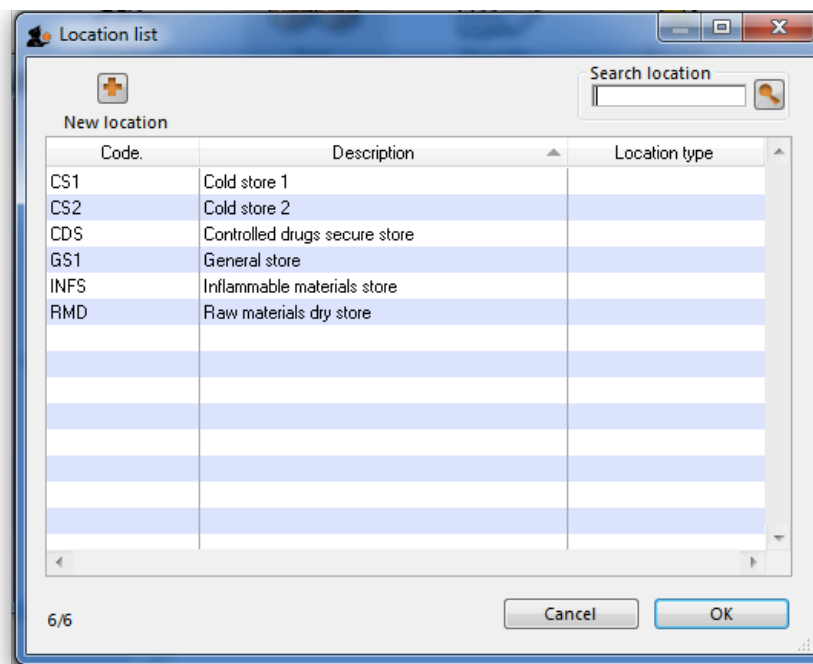 Location list
Search location
New location
Code. Description Location type
CS1 Cold store 1
CS2 Cold store 2
CDS Controlled drugs secure store
GS1 General store
INFS Inflammable materials store
RMD Raw materials dry store
6/6 Cancel OK